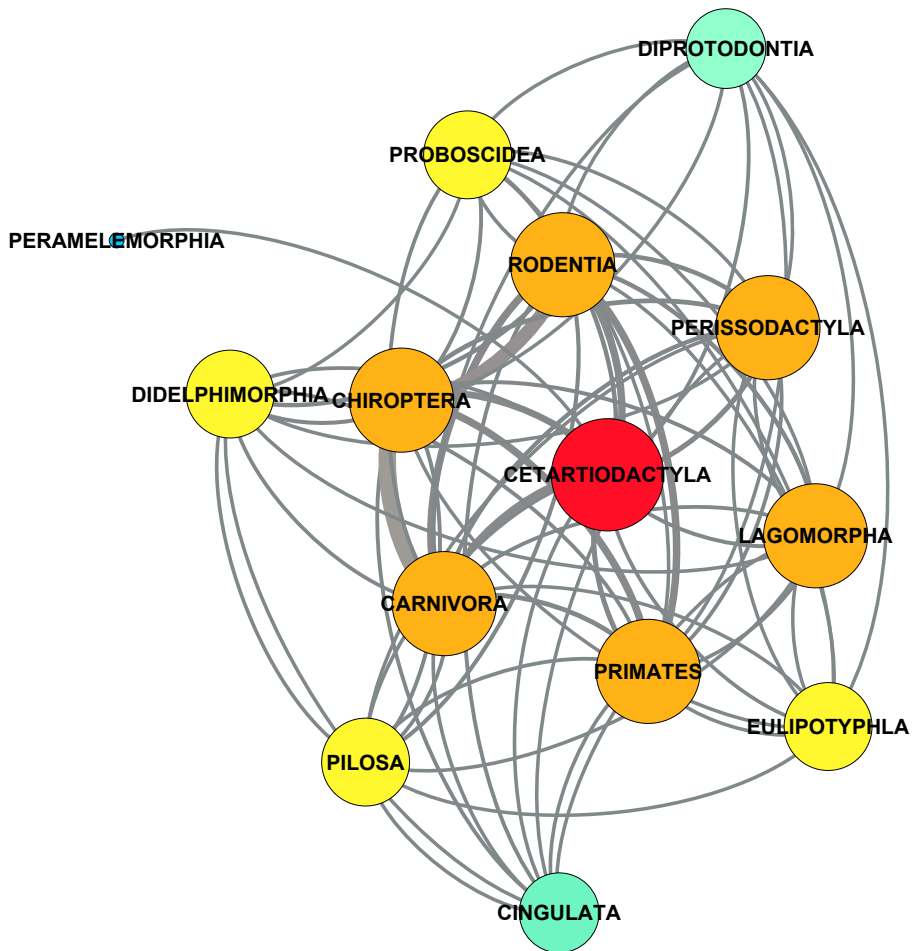 DIPROTODONTIA
PROBOSCIDEA
PERAMELEMORPHIA
RODENTIA
PERISSODACTYLA
DIDELPHIMORPHIA
CHIROPTERA
CETARTIODACTYLA
LAGOMORPHA
CARNIVORA
PRIMATES
EULIPOTYPHLA
PILOSA
CINGULATA